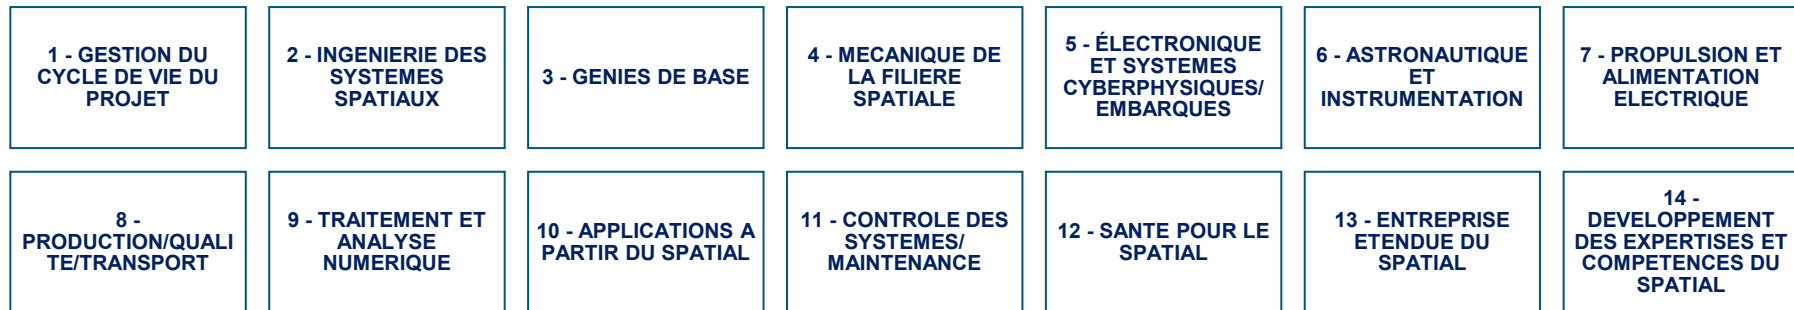 1 - GESTION DU
CYCLE DE VIE DU
PROJET
2 - INGENIERIE DES
SYSTEMES
SPATIAUX
3 - GENIES DE BASE
4 - MECANIQUE DE
LA FILIERE
SPATIALE
5 - ÉLECTRONIQUE
ET SYSTEMES
CYBERPHYSIQUES/
EMBARQUES
6 - ASTRONAUTIQUE
ET
INSTRUMENTATION
7 - PROPULSION ET
ALIMENTATION
ELECTRIQUE
8 -
PRODUCTION/QUALI
TE/TRANSPORT
9 - TRAITEMENT ET
ANALYSE
NUMERIQUE
10 - APPLICATIONS A
PARTIR DU SPATIAL
11 - CONTROLE DES
SYSTEMES/
MAINTENANCE
12 - SANTE POUR LE
SPATIAL
13 - ENTREPRISE
ETENDUE DU
SPATIAL
14 -
DEVELOPPEMENT
DES EXPERTISES ET
COMPETENCES DU
SPATIAL